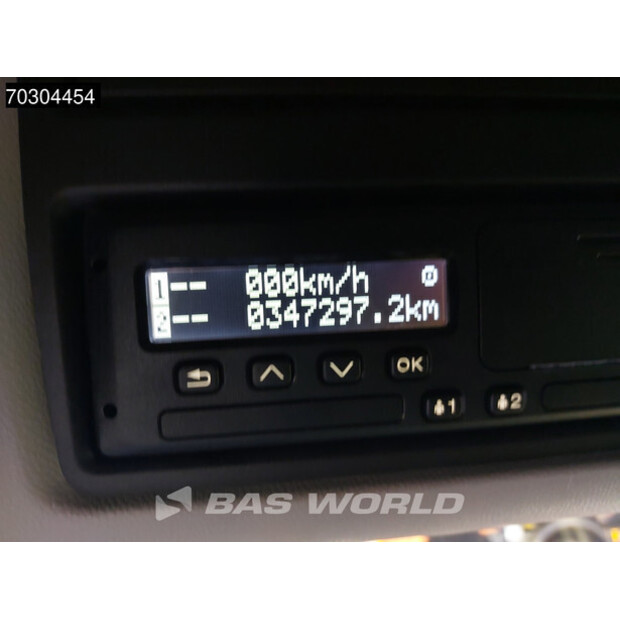 70304454
1 -- 000km/h
2 -- 0347297.2km
OK
1 2
BAS WORLD